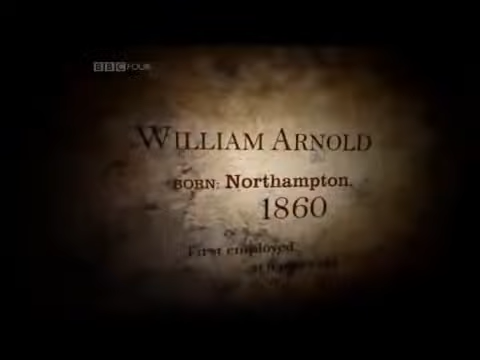 BBC FOUR
WILLIAM ARNOLD
BORN: Northampton.
1860
First employed